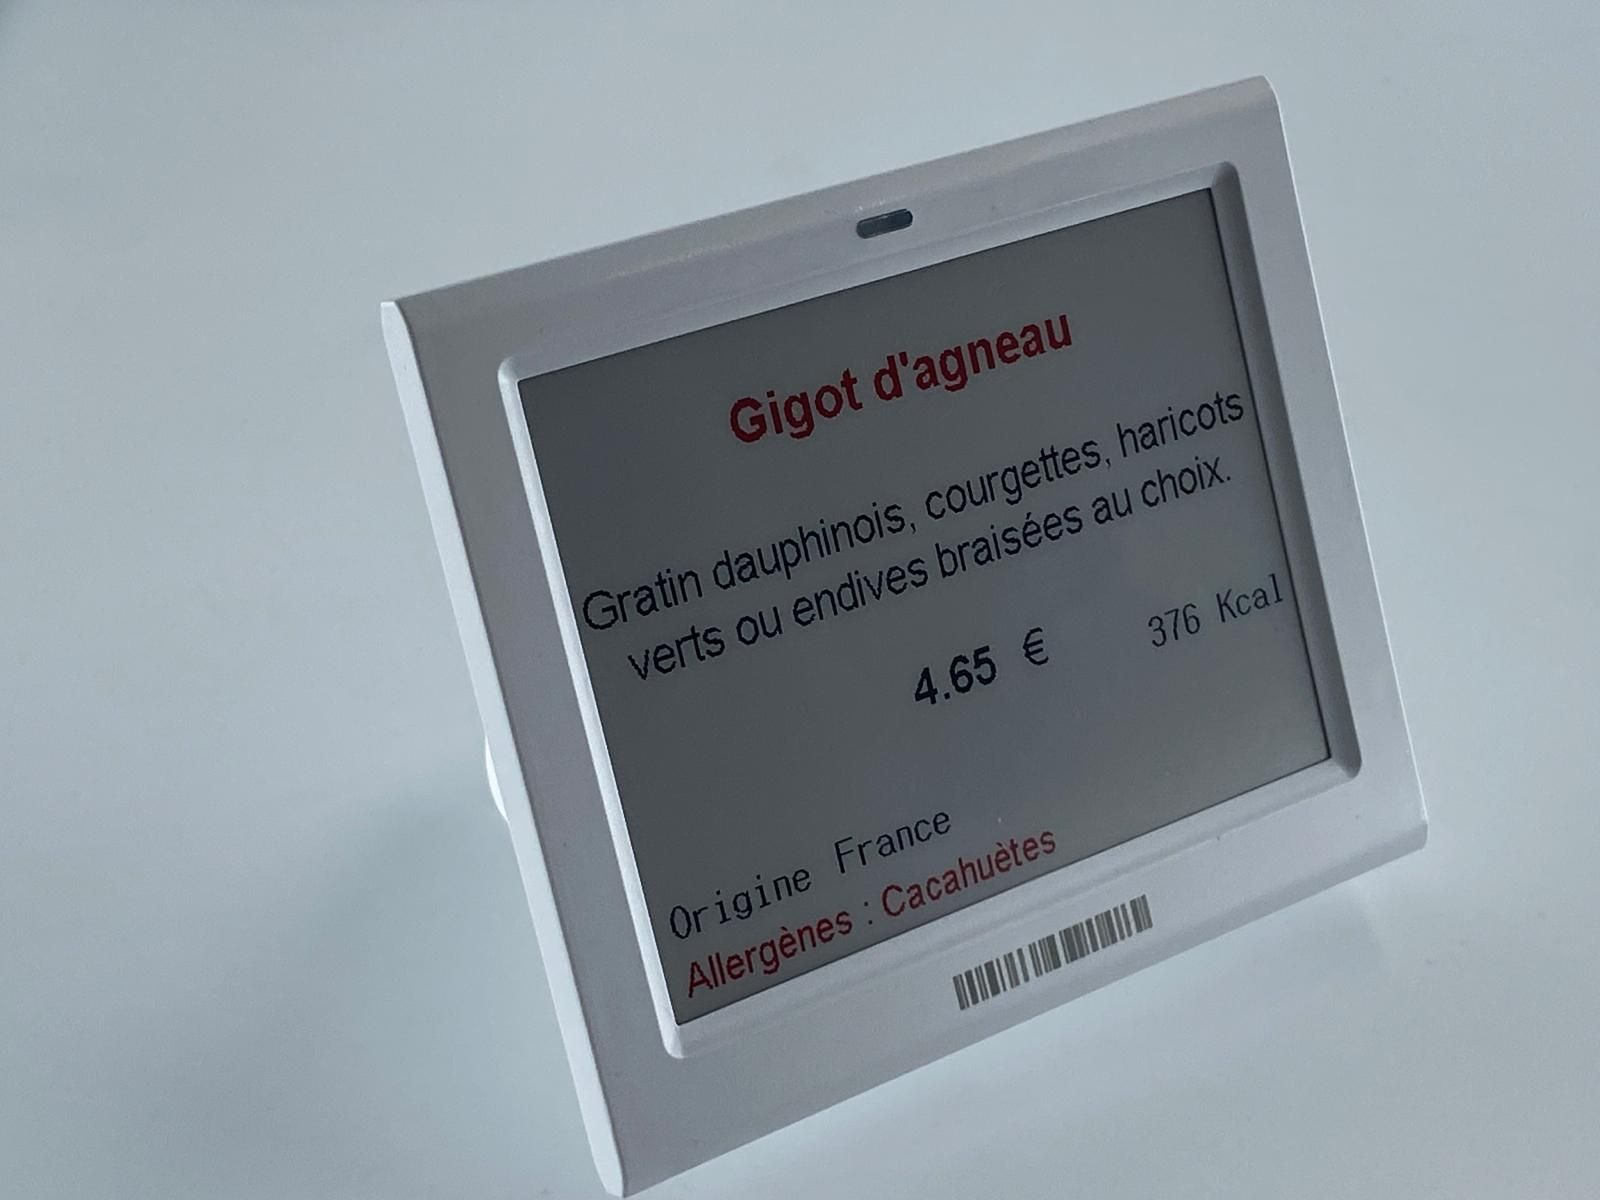 Gigot d'agneau
Gratin dauphinois, courgettes, haricots
verts ou endives braisées au choix.
4.65 €
376 Kcal
Origine France
Allergènes : Cacahuètes